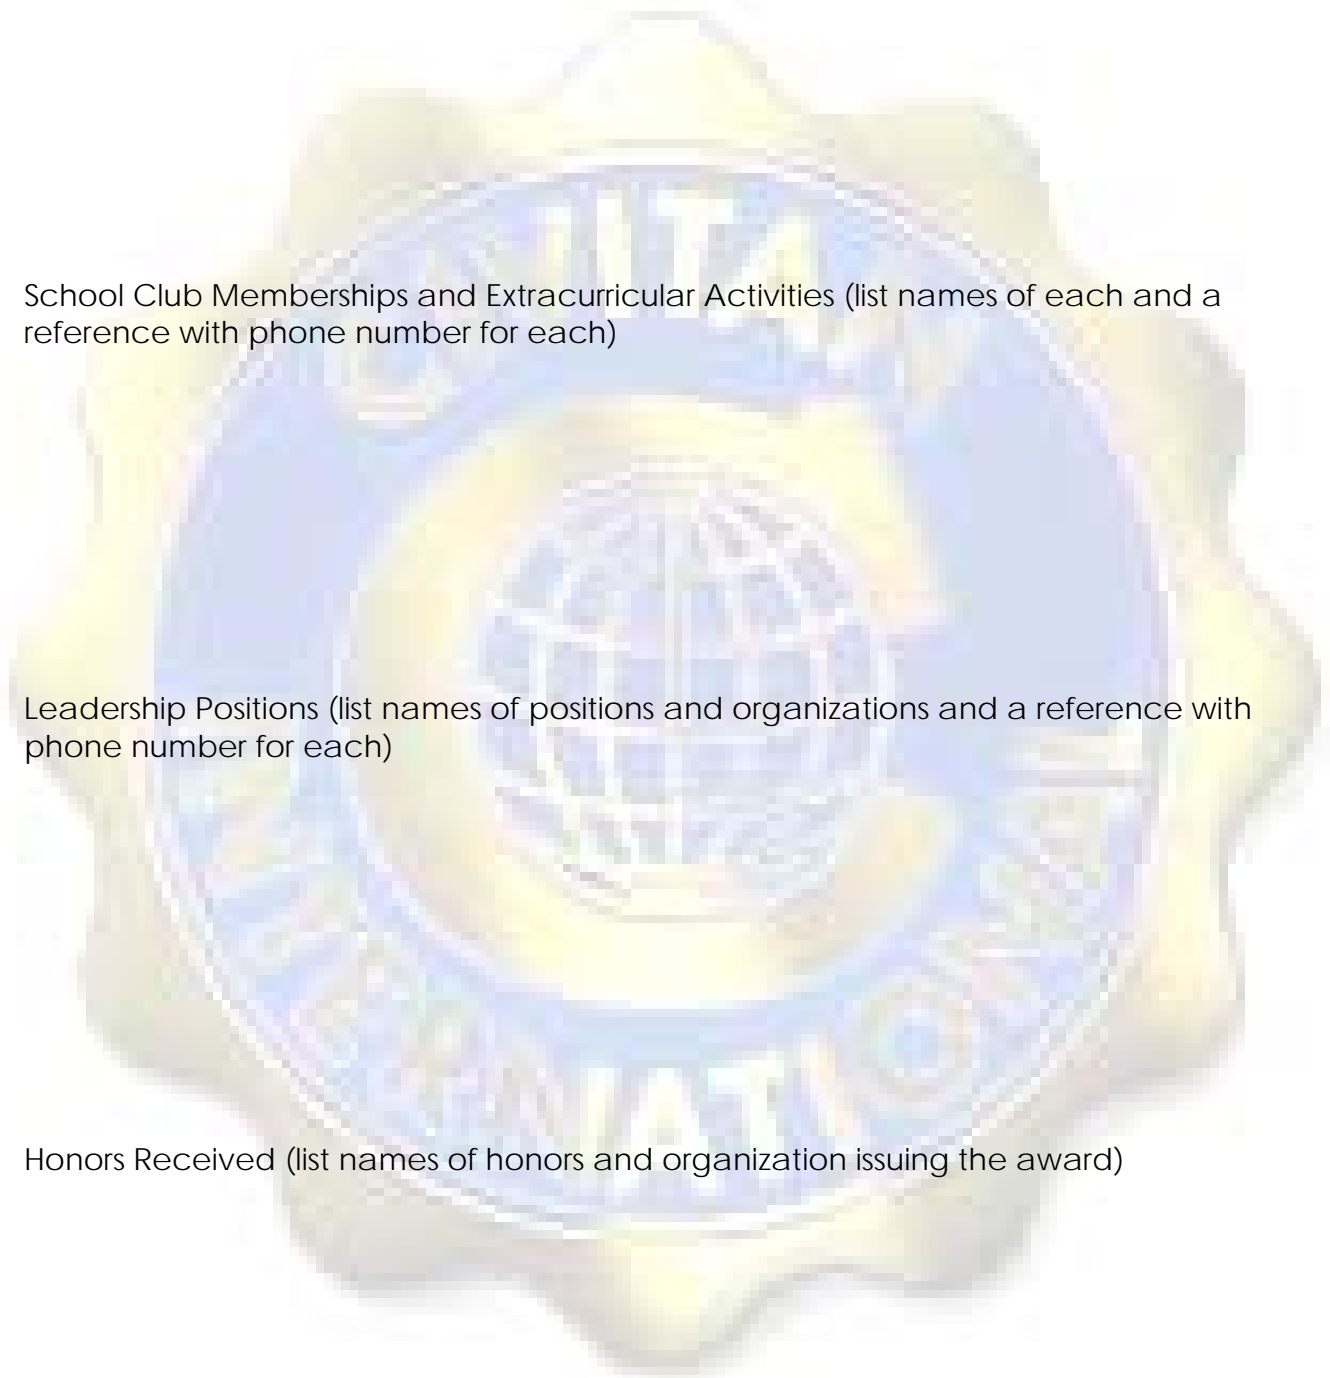 CIVITAN
School Club Memberships and Extracurricular Activities (list names of each and a
reference with phone number for each)
Leadership Positions (list names of positions and organizations and a reference with
phone number for each)
INTERNATIONAL
Honors Received (list names of honors and organization issuing the award)